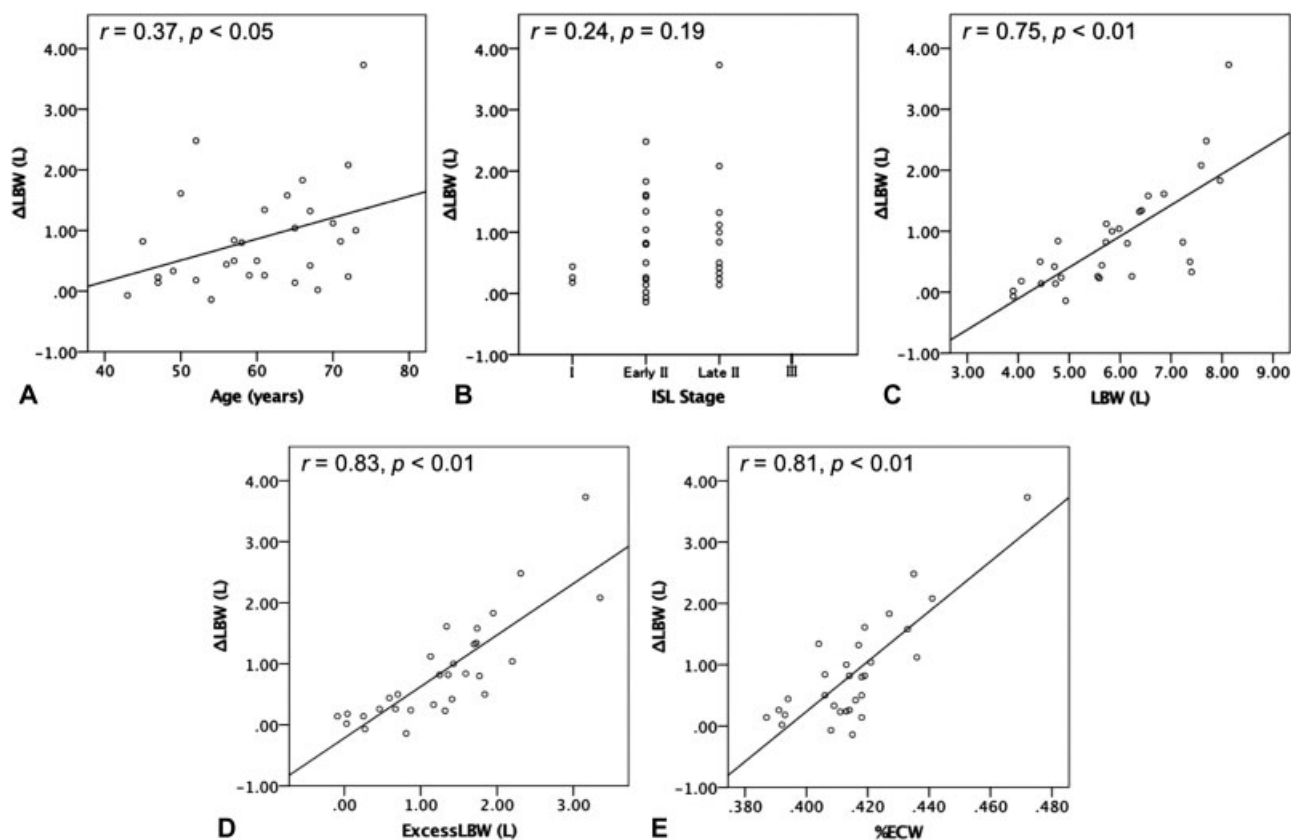 r = 0.37, p < 0.05
4.00
3.00
2.00
1.00
.00
-1.00
ΔLBW (L)
40 50 60 70 80
Age (years)
A
r = 0.24, p = 0.19
4.00
3.00
2.00
1.00
.00
-1.00
ΔLBW (L)
I Early II Late II III
ISL Stage
B
r = 0.75, p < 0.01
4.00
3.00
2.00
1.00
.00
-1.00
ΔLBW (L)
3.00 4.00 5.00 6.00 7.00 8.00 9.00
LBW (L)
C
r = 0.83, p < 0.01
4.00
3.00
2.00
1.00
.00
-1.00
ΔLBW (L)
.00 1.00 2.00 3.00
ExcessLBW (L)
D
r = 0.81, p < 0.01
4.00
3.00
2.00
1.00
.00
-1.00
ΔLBW (L)
.380 .400 .420 .440 .460 .480
%ECW
E